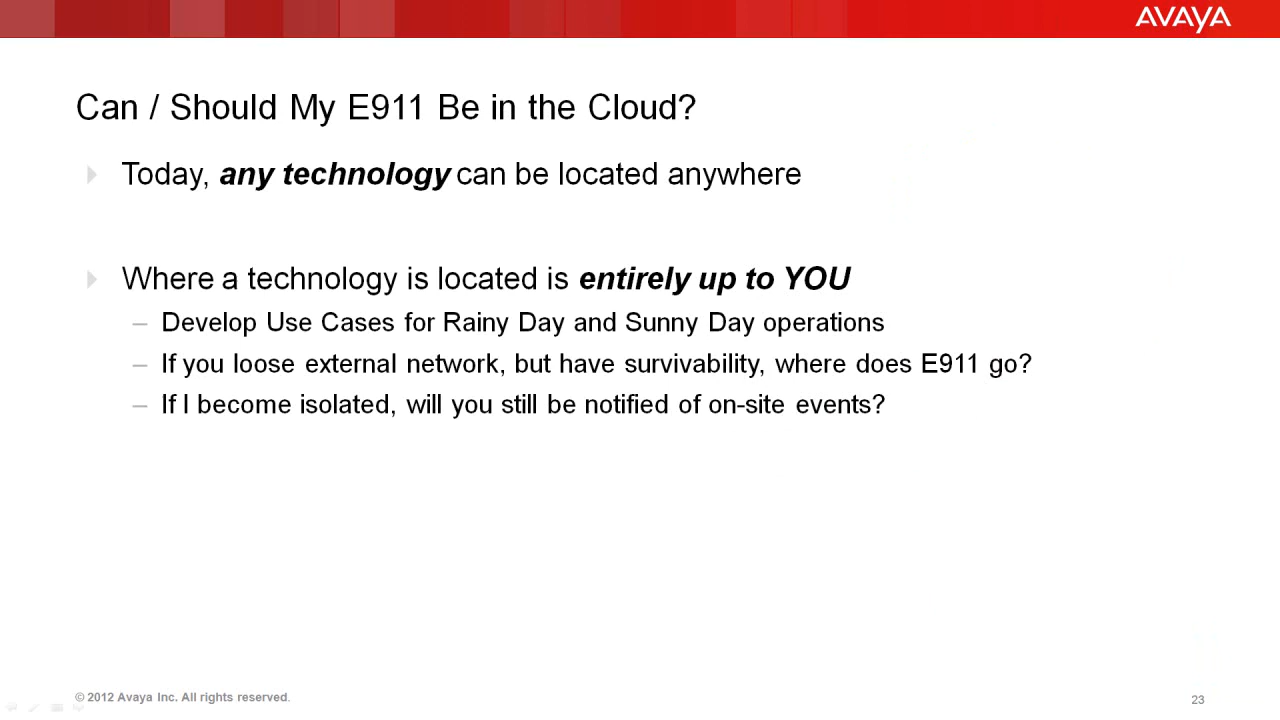 AVAYA
Can / Should My E911 Be in the Cloud?
Today, any technology can be located anywhere
Where a technology is located is entirely up to YOU
– Develop Use Cases for Rainy Day and Sunny Day operations
– If you loose external network, but have survivability, where does E911 go?
– If I become isolated, will you still be notified of on-site events?
© 2012 Avaya Inc. All rights reserved.
23